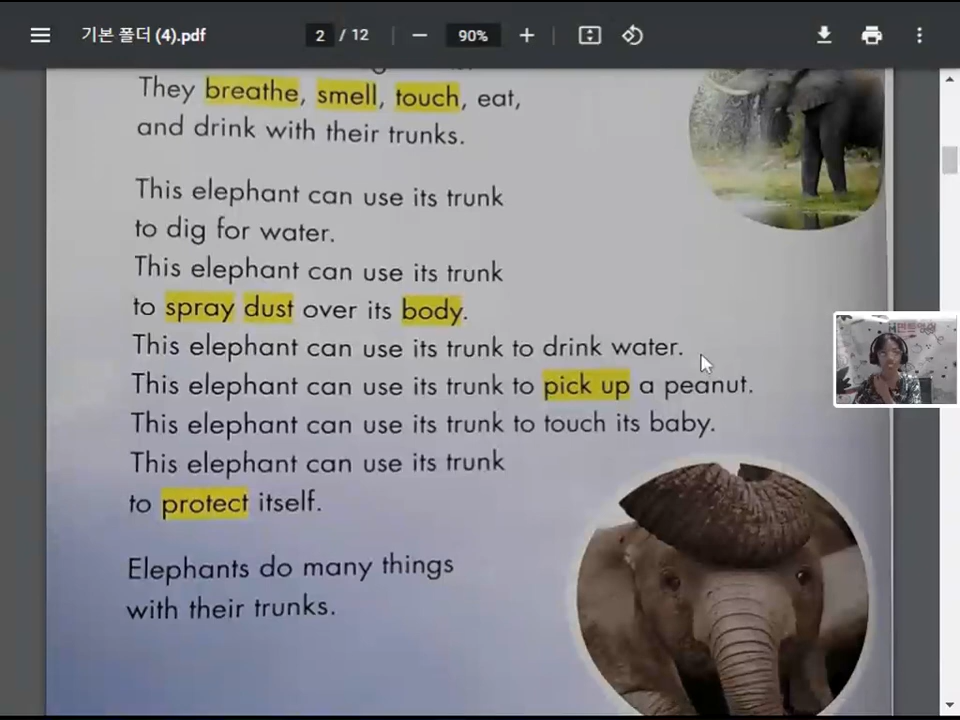 기본 폴더 (4).pdf
2 / 12
90%
They breathe, smell, touch, eat,
and drink with their trunks.
This elephant can use its trunk
to dig for water.
This elephant can use its trunk
to spray dust over its body.
This elephant can use its trunk to drink water.
This elephant can use its trunk to pick up a peanut.
This elephant can use its trunk to touch its baby.
This elephant can use its trunk
to protect itself.
Elephants do many things
with their trunks.